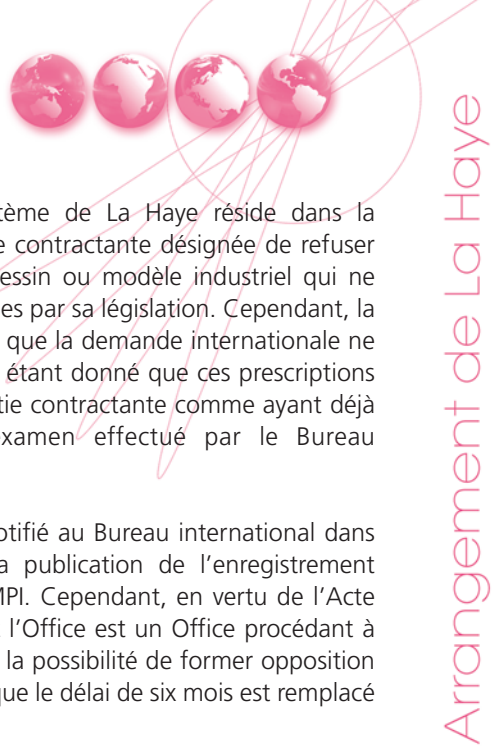 tème de La Haye réside dans la
e contractante désignée de refuser
essin ou modèle industriel qui ne
es par sa législation. Cependant, la
que la demande internationale ne
étant donné que ces prescriptions
tie contractante comme ayant déjà
xamen effectué par le Bureau
otifié au Bureau international dans
a publication de l'enregistrement
MPI. Cependant, en vertu de l'Acte
l'Office est un Office procédant à
la possibilité de former opposition
que le délai de six mois est remplacé
Arrangement de La Haye